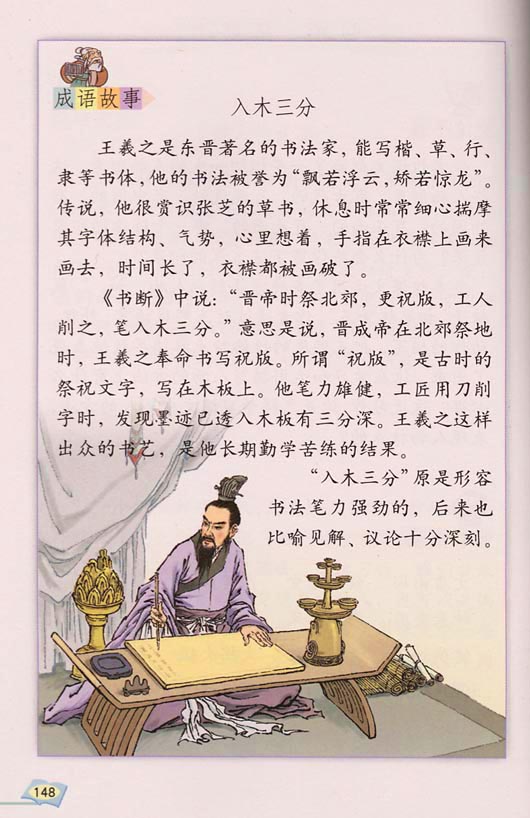 成语故事
入木三分
王羲之是东晋著名的书法家，能写楷、草、行、
隶等书体，他的书法被誉为“飘若浮云，矫若惊龙”。
传说，他很赏识张芝的草书，休息时常常细心揣摩
其字体结构、气势，心里想着，手指在衣襟上画来
画去，时间长了，衣襟都被画破了。
《书断》中说：“晋帝时祭北郊，更祝版，工人
削之，笔入木三分。”意思是说，晋成帝在北郊祭地
时，王羲之奉命书写祝版。所谓“祝版”，是古时的
祭祝文字，写在木板上。他笔力雄健，工匠用刀削
字时，发现墨迹已透入木板有三分深。王羲之这样
出众的书艺，是他长期勤学苦练的结果。
“入木三分”原是形容
书法笔力强劲的，后来也
比喻见解、议论十分深刻。
148